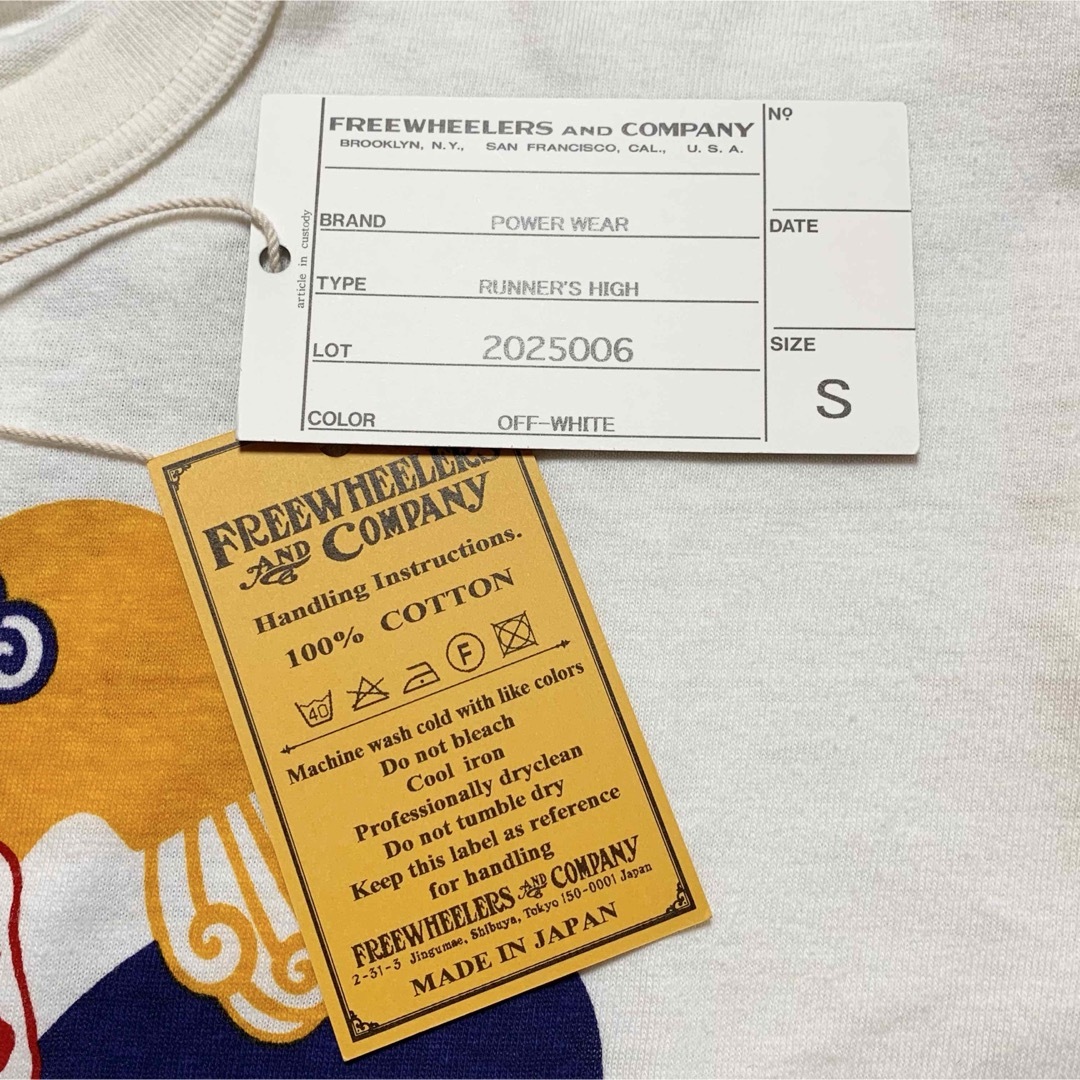 FREEWHEELERS AND COMPANY
BROOKLYN, N.Y., SAN FRANCISCO, CAL., U. S. A.
article in custody
BRAND POWER WEAR
TYPE RUNNER'S HIGH
LOT 2025006
COLOR OFF-WHITE
Nº
DATE
SIZE
S
FREEWHEELERS
AND COMPANY
Handling Instructions.
100% COTTON
40 F
Machine wash cold with like colors
Do not bleach
Cool iron
Professionally dryclean
Do not tumble dry
Keep this label as reference
for handling
FREEWHEELERS AND COMPANY
2-31-3 Jingumae, Shibuya, Tokyo 150-0001 Japan
MADE IN JAPAN